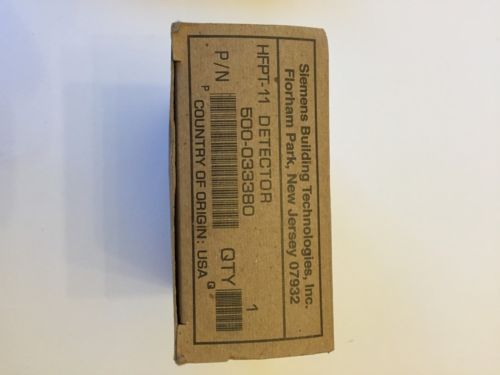 Siemens Building Technologies, Inc.
Florham Park, New Jersey 07932
HFPT-11 DETECTOR
P/N 500-033380 QTY 1
P Q
COUNTRY OF ORIGIN: USA